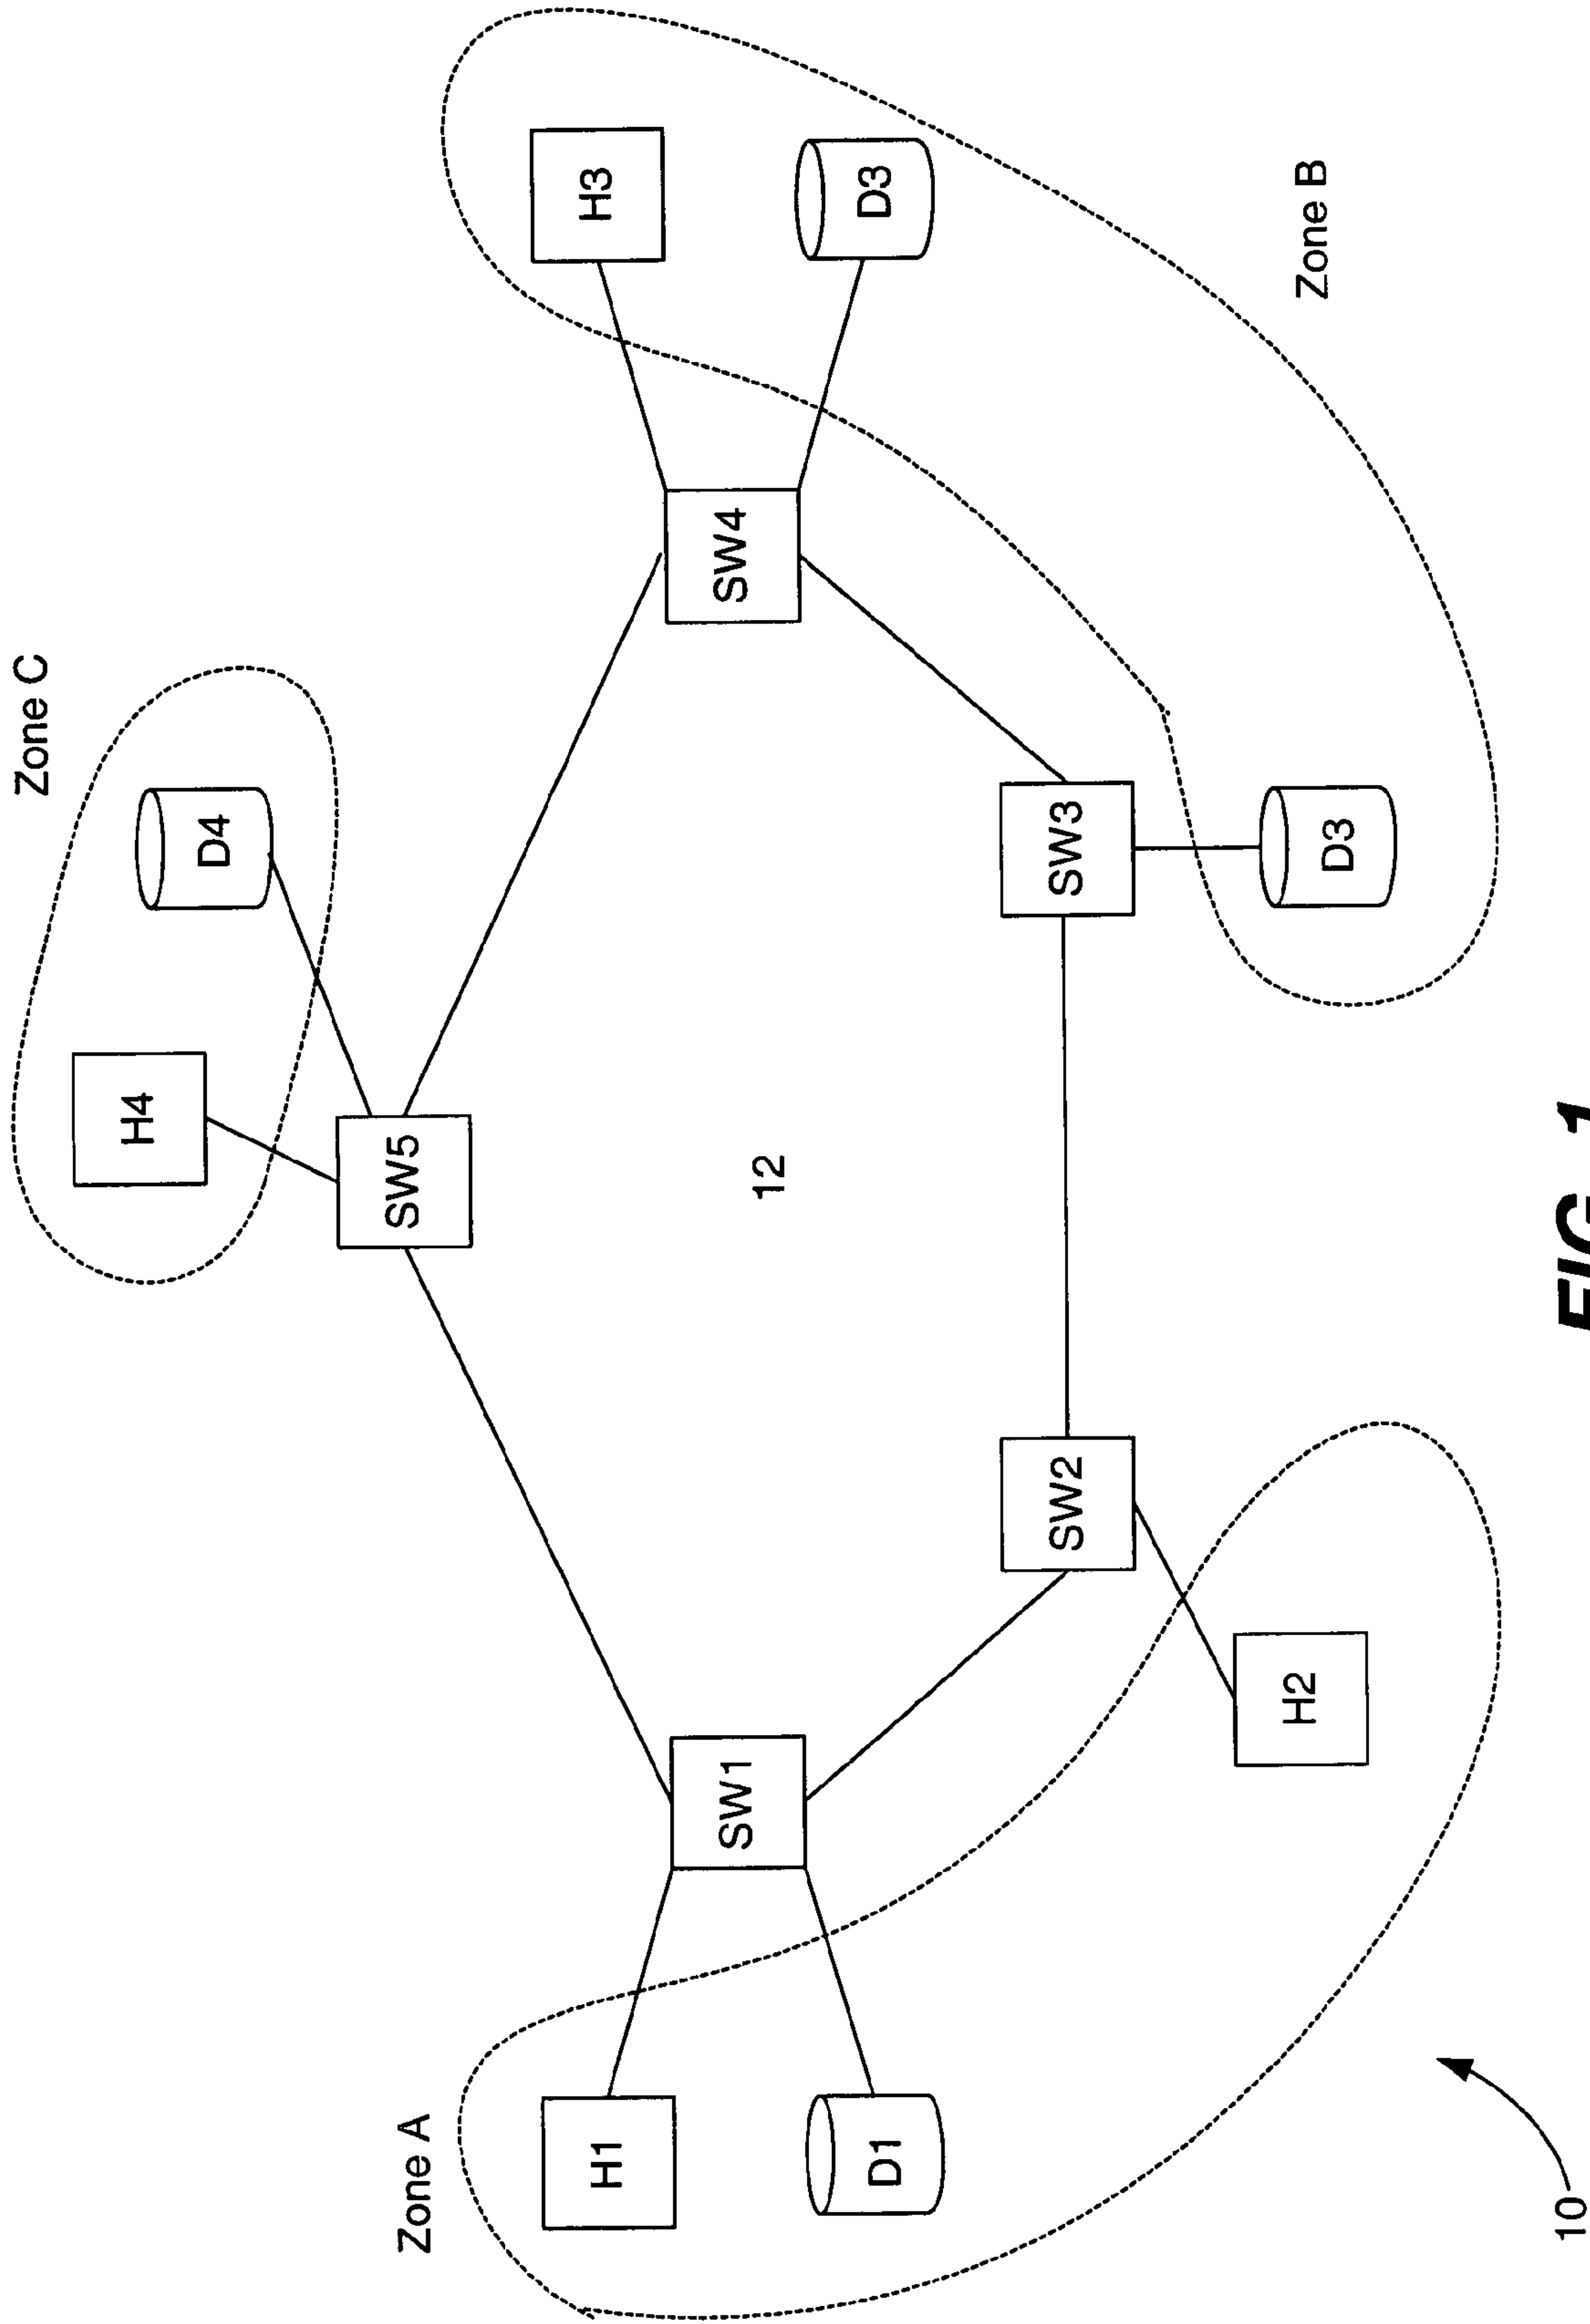 Zone C
H4
D4
Zone A
SW5
H1
H3
SW1
SW4
12
D1
D3
SW2
SW3
H2
D3
Zone B
10
FIG. 1